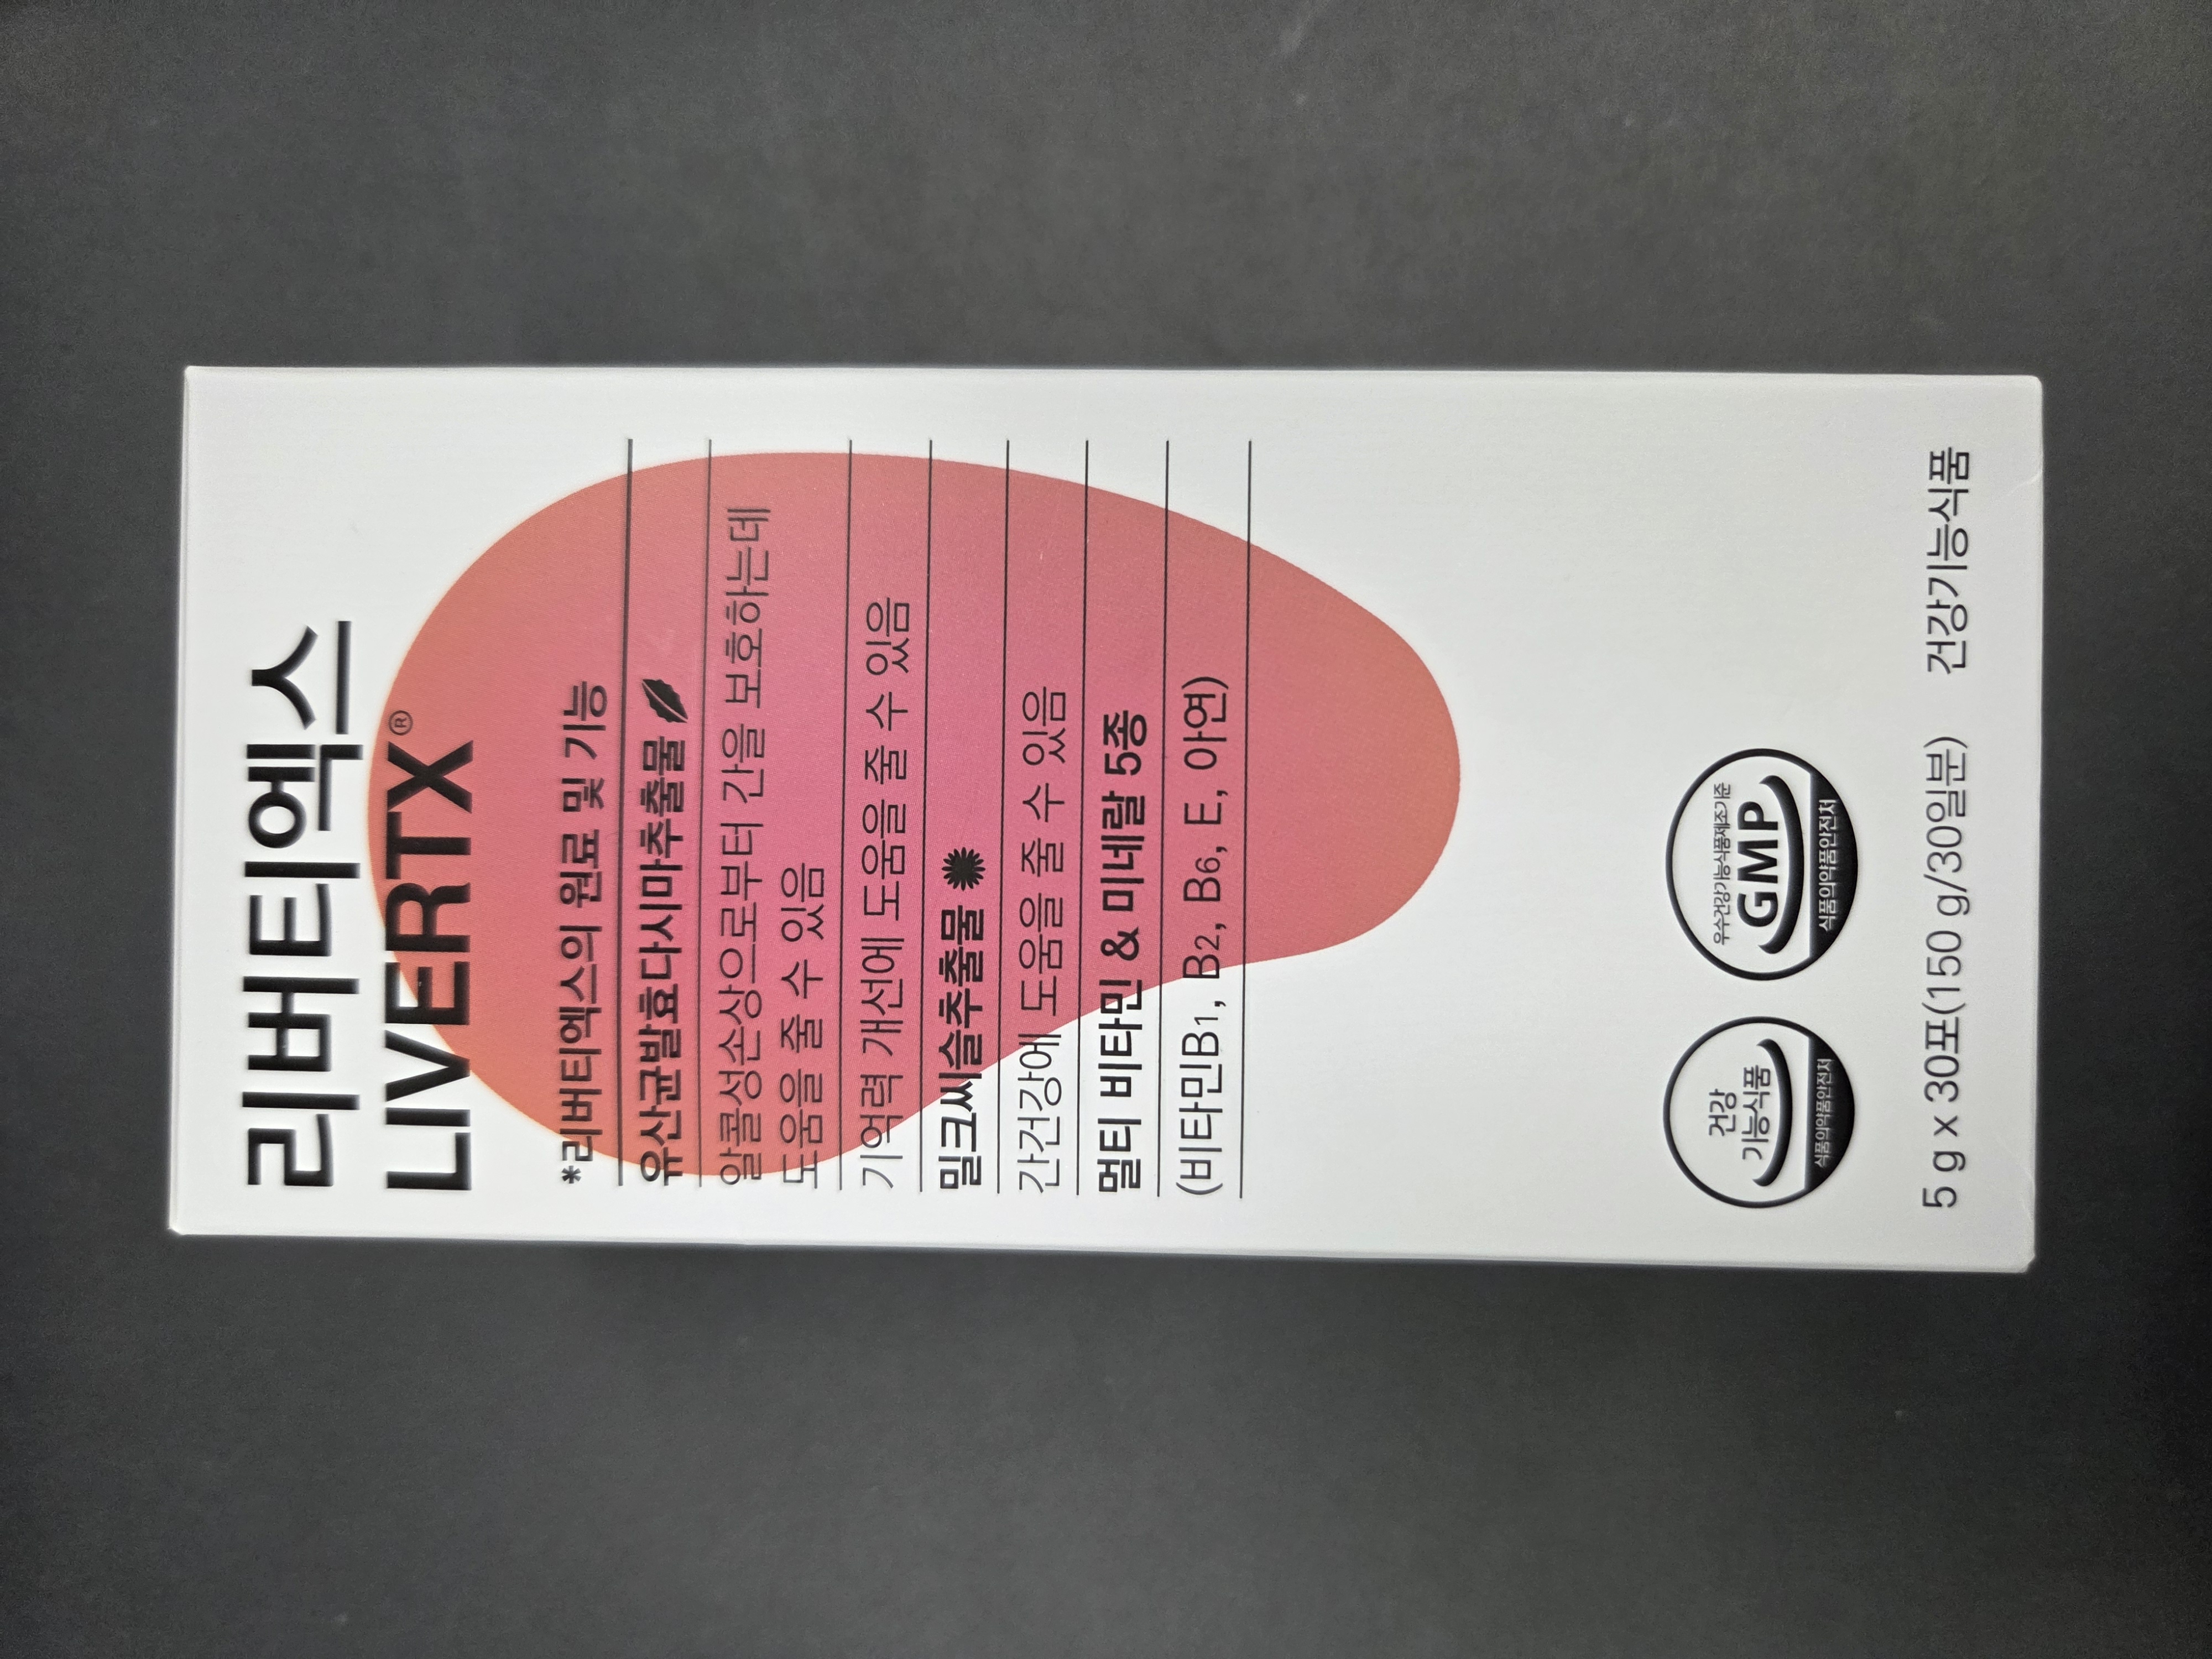 리버티엑스
LIVERTX®
*리버티엑스의 원료 및 기능
유산균발효다시마추출물
알콜성손상으로부터 간을 보호하는데
도움을 줄 수 있음
기억력 개선에 도움을 줄 수 있음
밀크씨슬추출물
간건강에 도움을 줄 수 있음
멀티 비타민 & 미네랄 5종
(비타민B1, B2, B6, E, 아연)
건강
기능식품
식품의약품안전처
우수건강기능식품제조기준
GMP
식품의약품안전처
5 g x 30포(150 g/30일분) 건강기능식품